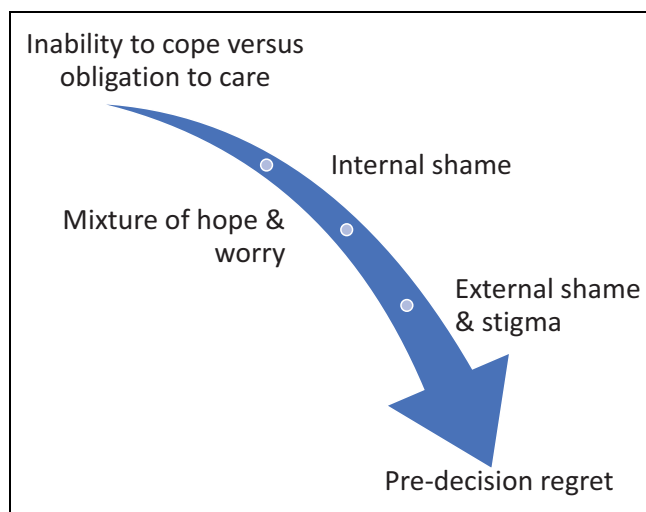 Inability to cope versus
obligation to care
Internal shame
Mixture of hope &
worry
External shame
& stigma
Pre-decision regret